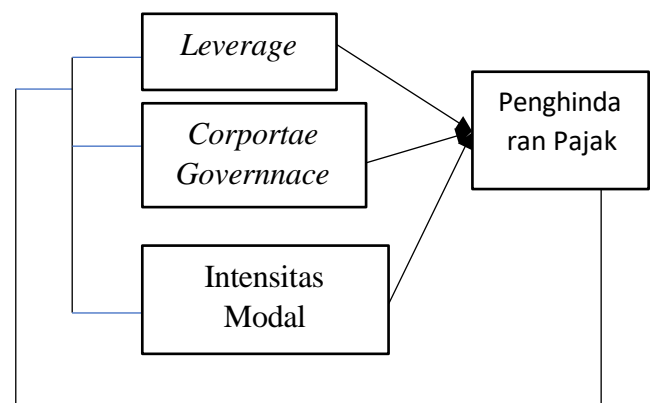 Leverage
Corportae
Governnace
Intensitas
Modal
Penghinda
ran Pajak